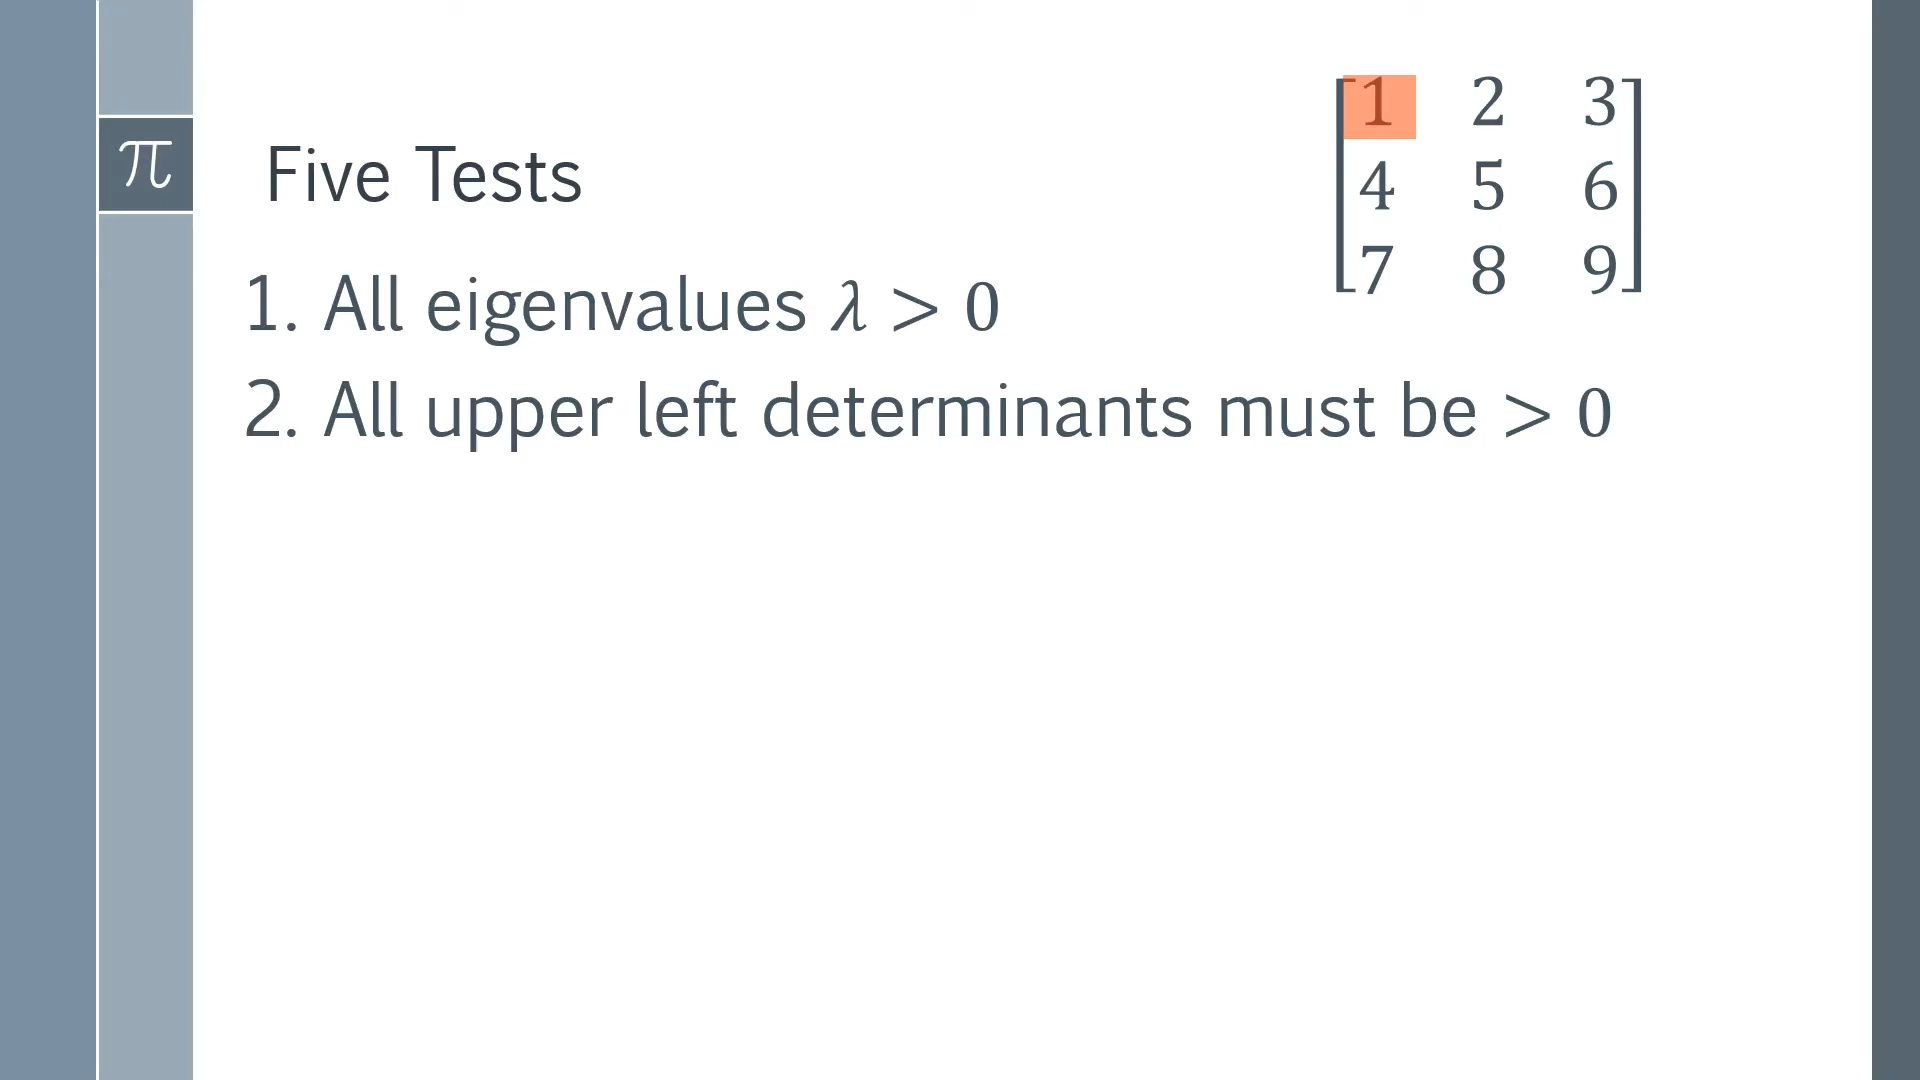 π
Five Tests
1 2 3
4 5 6
7 8 9
1. All eigenvalues λ > 0
2. All upper left determinants must be > 0